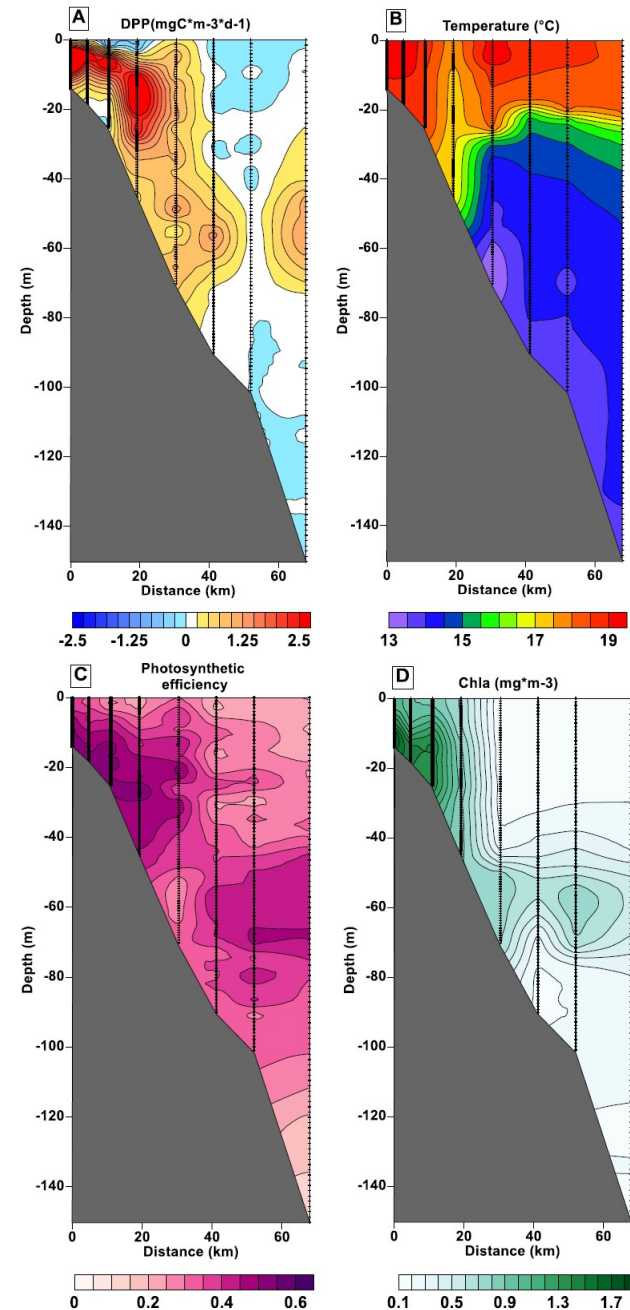 A
DPP(mgC*m-3*d-1)
0
-20
-40
-60
-80
-100
-120
-140
Depth (m)
0 20 40 60
Distance (km)
-2.5 -1.25 0 1.25 2.5
B
Temperature (°C)
0
-20
-40
-60
-80
-100
-120
-140
Depth (m)
0 20 40 60
Distance (km)
13 15 17 19
C
Photosynthetic
efficiency
0
-20
-40
-60
-80
-100
-120
-140
Depth (m)
0 20 40 60
Distance (km)
0 0.2 0.4 0.6
D
Chla (mg*m-3)
0
-20
-40
-60
-80
-100
-120
-140
Depth (m)
0 20 40 60
Distance (km)
0.1 0.5 0.9 1.3 1.7